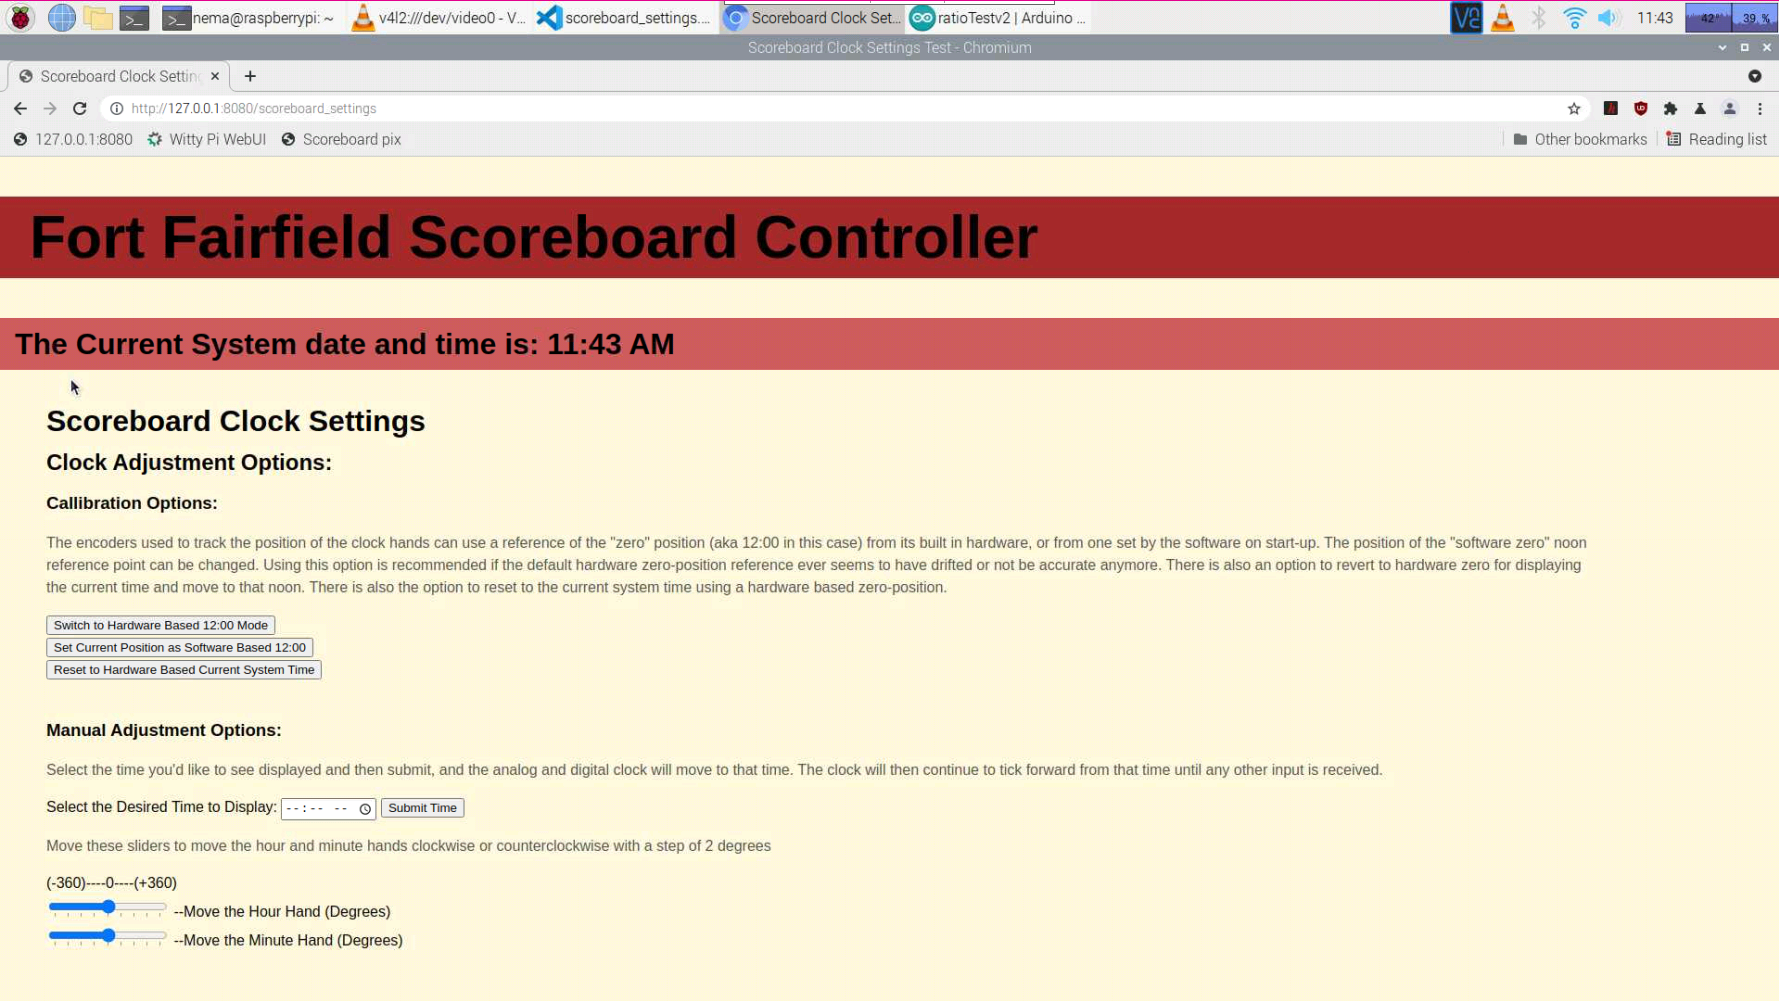 nema@raspberrypi: ~ v4l2:///dev/video0 - V... scoreboard_settings.... Scoreboard Clock Set... ratioTestv2 | Arduino ... 11:43 42° 39 %
Scoreboard Clock Settings Test - Chromium
Scoreboard Clock Settin
http://127.0.0.1:8080/scoreboard_settings
127.0.0.1:8080 Witty Pi WebUI Scoreboard pix Other bookmarks Reading list
Fort Fairfield Scoreboard Controller
The Current System date and time is: 11:43 AM
Scoreboard Clock Settings
Clock Adjustment Options:
Callibration Options:
The encoders used to track the position of the clock hands can use a reference of the "zero" position (aka 12:00 in this case) from its built in hardware, or from one set by the software on start-up. The position of the "software zero" noon
reference point can be changed. Using this option is recommended if the default hardware zero-position reference ever seems to have drifted or not be accurate anymore. There is also an option to revert to hardware zero for displaying
the current time and move to that noon. There is also the option to reset to the current system time using a hardware based zero-position.
Switch to Hardware Based 12:00 Mode
Set Current Position as Software Based 12:00
Reset to Hardware Based Current System Time
Manual Adjustment Options:
Select the time you'd like to see displayed and then submit, and the analog and digital clock will move to that time. The clock will then continue to tick forward from that time until any other input is received.
Select the Desired Time to Display: --:-- -- Submit Time
Move these sliders to move the hour and minute hands clockwise or counterclockwise with a step of 2 degrees
(-360)----0----(+360)
--Move the Hour Hand (Degrees)
--Move the Minute Hand (Degrees)